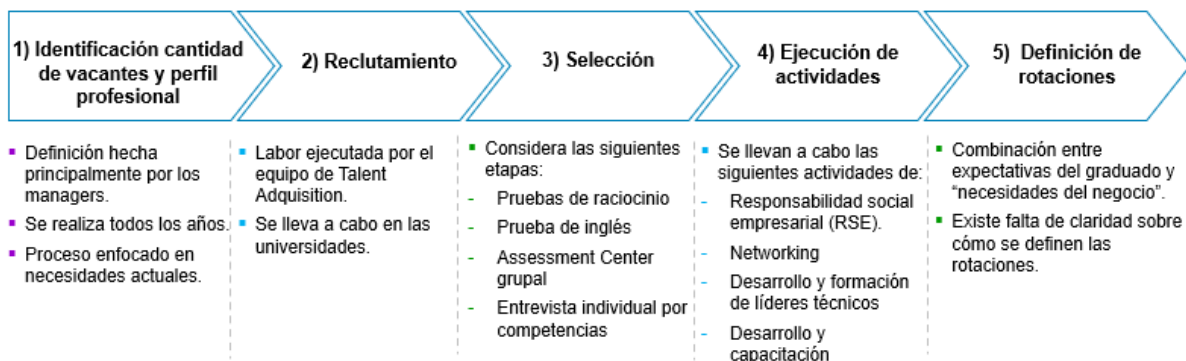 1) Identificación cantidad
de vacantes y perfil
profesional
2) Reclutamiento
3) Selección
4) Ejecución de
actividades
5) Definición de
rotaciones
▪ Definición hecha
principalmente por los
managers.
▪ Se realiza todos los años.
▪ Proceso enfocado en
necesidades actuales.
▪ Labor ejecutada por el
equipo de Talent
Adquisition.
▪ Se lleva a cabo en las
universidades.
▪ Considera las siguientes
etapas:
- Pruebas de raciocinio
- Prueba de inglés
- Assessment Center
grupal
- Entrevista individual por
competencias
▪ Se llevan a cabo las
siguientes actividades de:
- Responsabilidad social
empresarial (RSE).
- Networking
- Desarrollo y formación
de líderes técnicos
- Desarrollo y
capacitación
▪ Combinación entre
expectativas del graduado y
“necesidades del negocio”.
▪ Existe falta de claridad sobre
cómo se definen las
rotaciones.